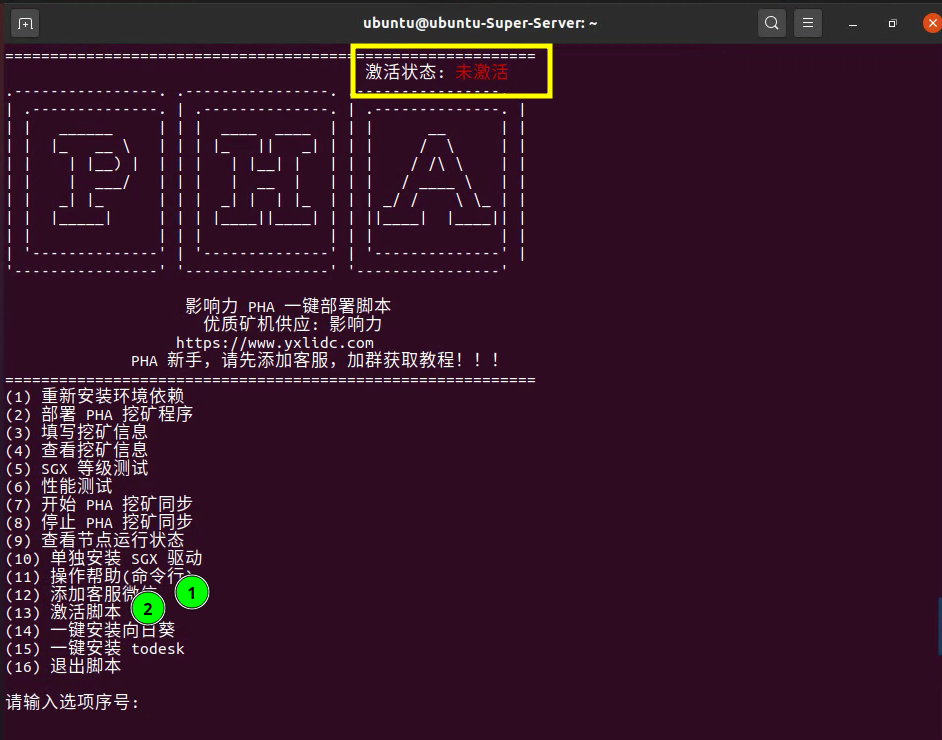 ubuntu@ubuntu-Super-Server: ~
激活状态: 未激活
PHA
影响力 PHA 一键部署脚本
优质矿机供应: 影响力
https://www.yxlidc.com
PHA 新手，请先添加客服，加群获取教程！！！
(1) 重新安装环境依赖
(2) 部署 PHA 挖矿程序
(3) 填写挖矿信息
(4) 查看挖矿信息
(5) SGX 等级测试
(6) 性能测试
(7) 开始 PHA 挖矿同步
(8) 停止 PHA 挖矿同步
(9) 查看节点运行状态
(10) 单独安装 SGX 驱动
(11) 操作帮助(命令行)
(12) 添加客服微信
1
(13) 激活脚本
2
(14) 一键安装向日葵
(15) 一键安装 todesk
(16) 退出脚本
请输入选项序号: